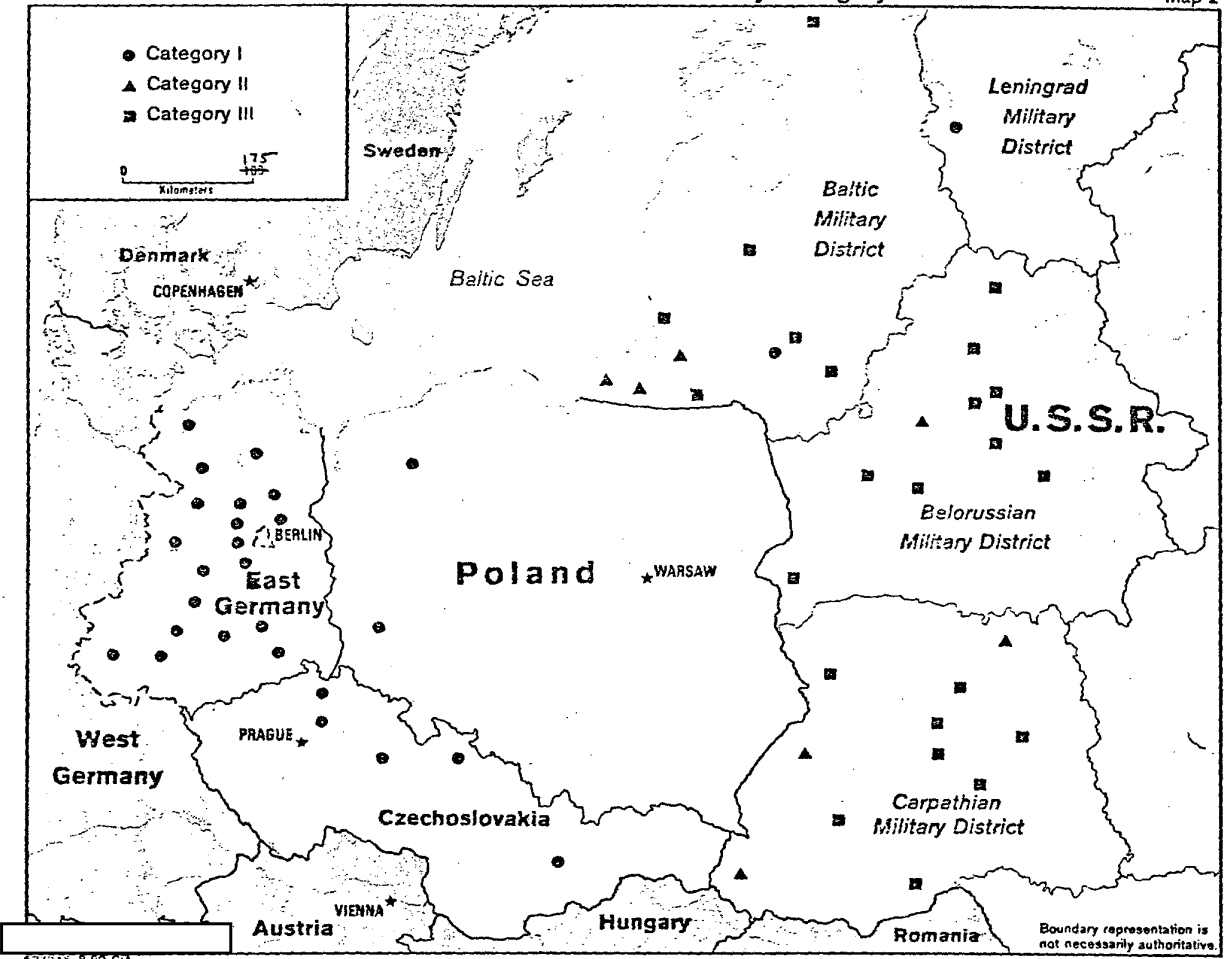 Map 2
Category I
Category II
Category III
0
175
183
Kilometers
Sweden
Leningrad
Military
District
Baltic
Military
District
Denmark
COPENHAGEN
Baltic Sea
U.S.S.R.
BERLIN
East
Germany
Poland
WARSAW
Belorussian
Military District
West
Germany
PRAGUE
Czechoslovakia
Carpathian
Military District
VIENNA
Austria
Hungary
Romania
Boundary representation is
not necessarily authoritative.